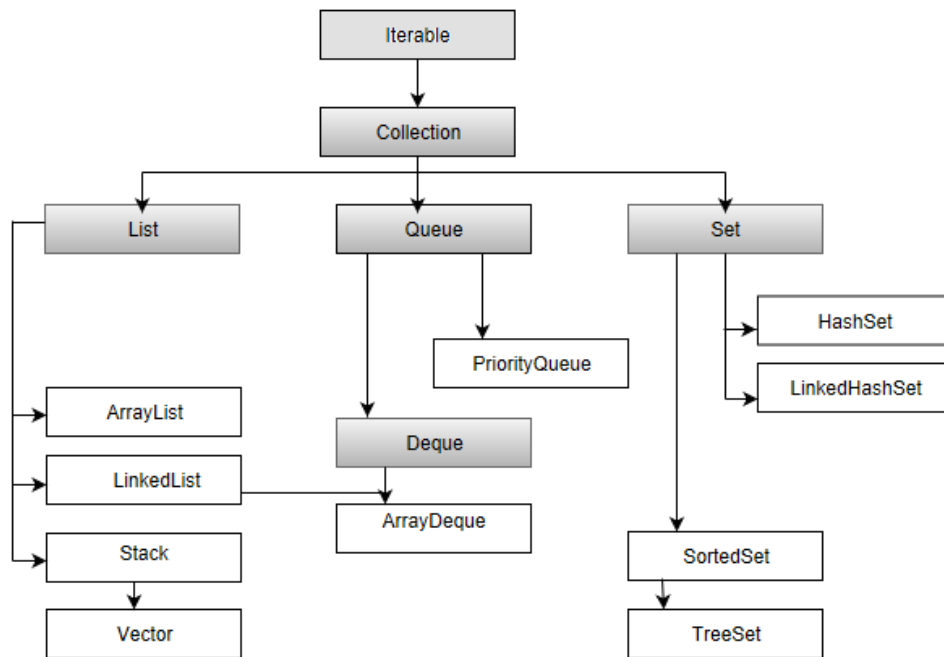 Iterable
Collection
List
Queue
Set
HashSet
PriorityQueue
LinkedHashSet
ArrayList
Deque
LinkedList
ArrayDeque
Stack
SortedSet
Vector
TreeSet